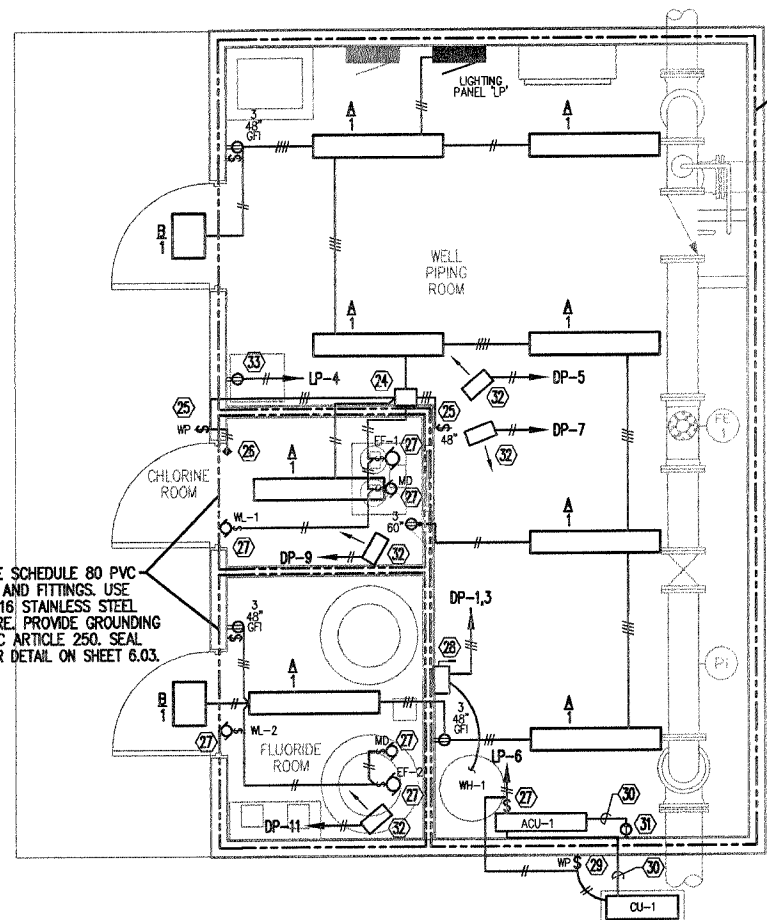 LIGHTING
PANEL 'LP'
3
48"
GFI
A
1
A
1
B
1
WELL
PIPING
ROOM
A
1
A
1
33
LP-4
24
DP-5
32
25
WP
25
48"
DP-7
32
FE
1
26
EF-1
27
A
1
MD
27
CHLORINE
ROOM
WL-1
27
3
60"
A
1
DP-9
32
E SCHEDULE 80 PVC
AND FITTINGS. USE
16 STAINLESS STEEL
RE. PROVIDE GROUNDING
C ARTICLE 250. SEAL
R DETAIL ON SHEET 6.03.
3
48"
GFI
DP-1,3
28
PI
B
1
A
1
3
48"
GFI
A
1
WL-2
27
FLUORIDE
ROOM
MD
27
EF-2
27
LP-6
WH-1
27
30
DP-11
32
ACU-1
31
WP
$
29
30
CU-1